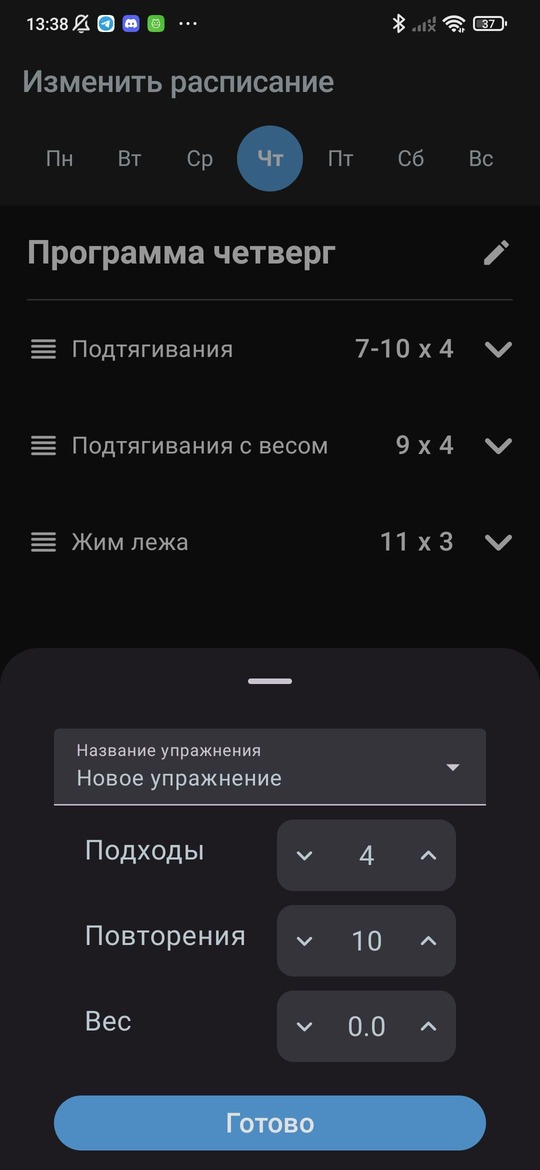 13:38 37
Изменить расписание
Пн Вт Ср Чт Пт Сб Вс
Программа четверг
Подтягивания 7-10 x 4
Подтягивания с весом 9 x 4
Жим лежа 11 x 3
Название упражнения
Новое упражнение
Подходы 4
Повторения 10
Вес 0.0
Готово